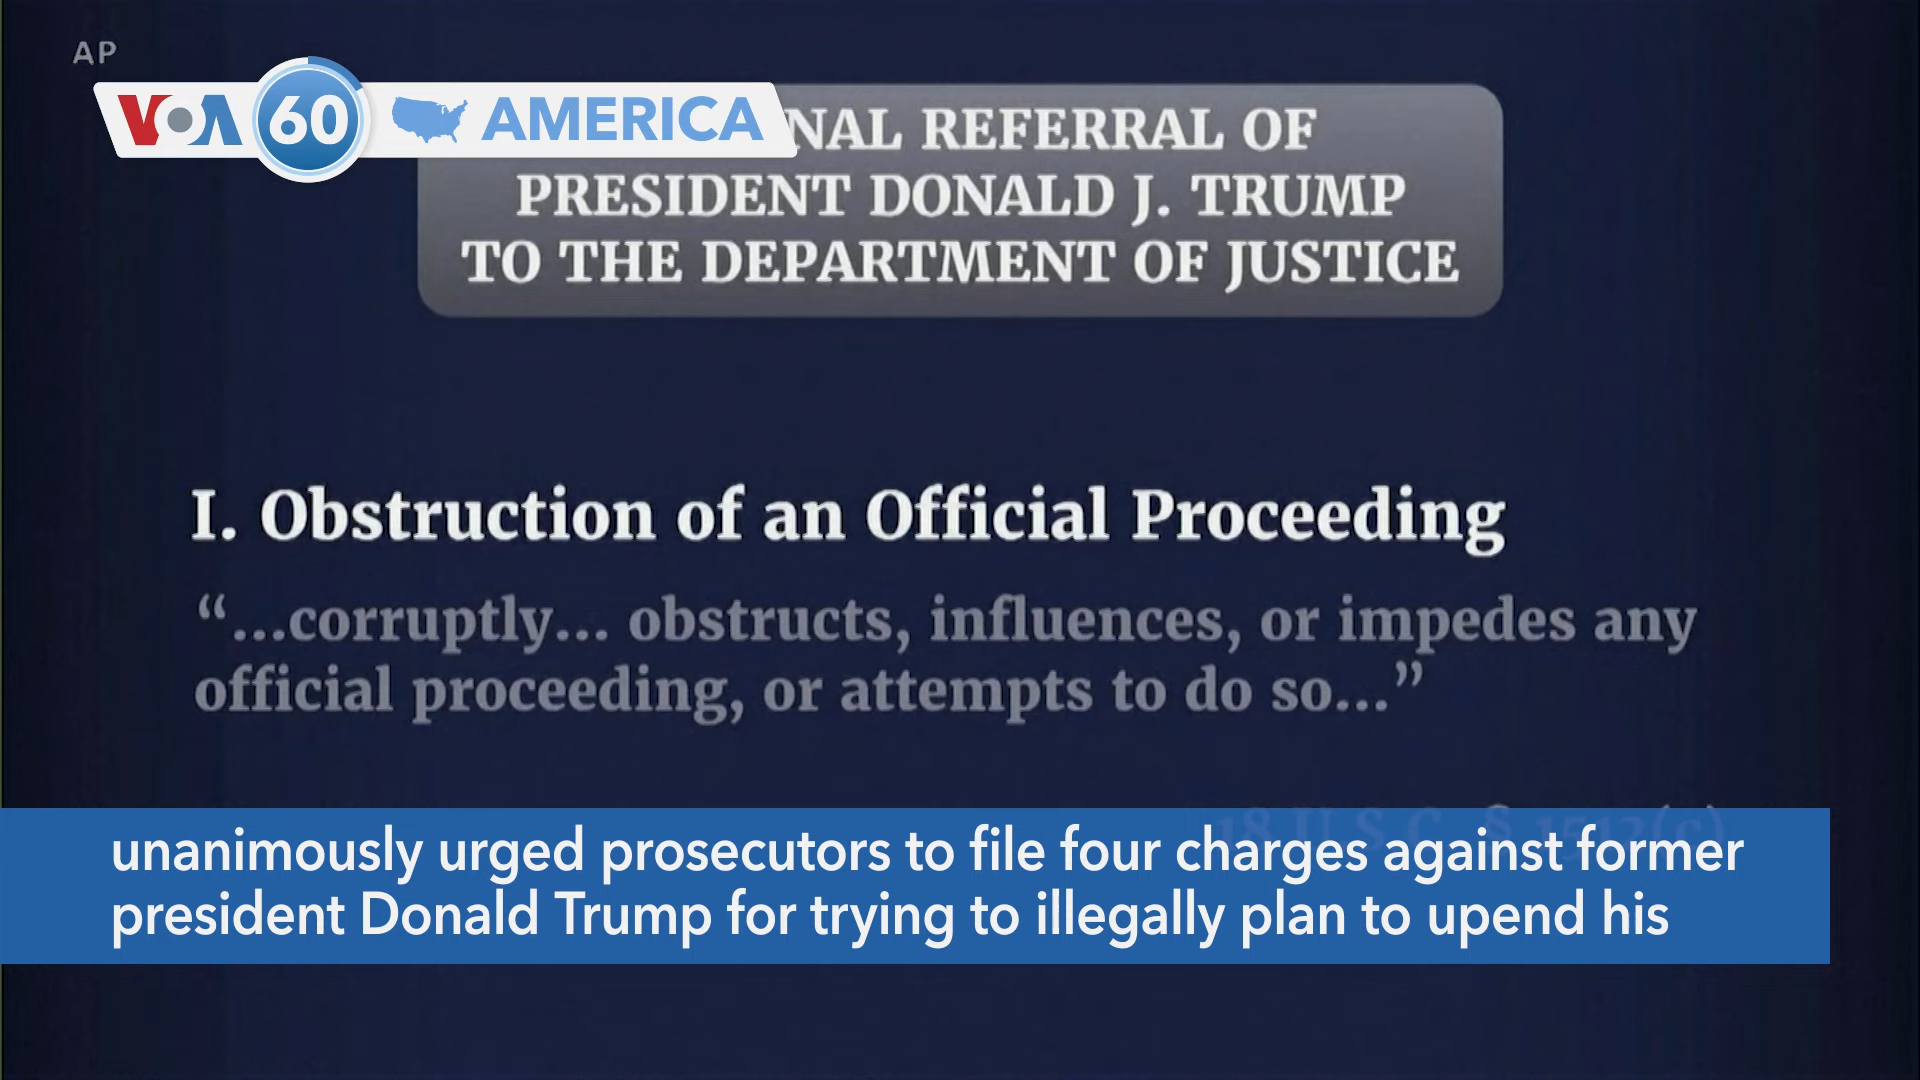 AP
VOA 60 AMERICA
NAL REFERRAL OF
PRESIDENT DONALD J. TRUMP
TO THE DEPARTMENT OF JUSTICE
I. Obstruction of an Official Proceeding
“...corruptly... obstructs, influences, or impedes any
official proceeding, or attempts to do so...”
18 U.S.C. § 1512(c)
unanimously urged prosecutors to file four charges against former
president Donald Trump for trying to illegally plan to upend his